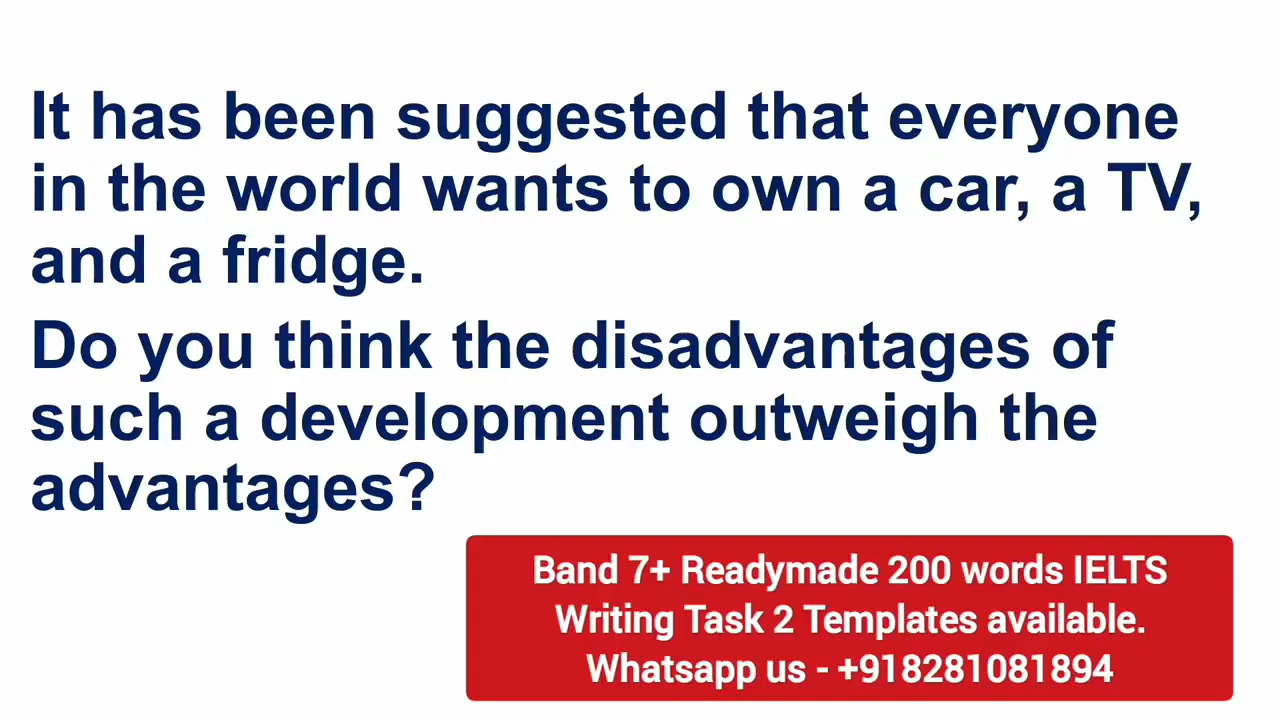 It has been suggested that everyone
in the world wants to own a car, a TV,
and a fridge.
Do you think the disadvantages of
such a development outweigh the
advantages?
Band 7+ Readymade 200 words IELTS
Writing Task 2 Templates available.
Whatsapp us - +918281081894